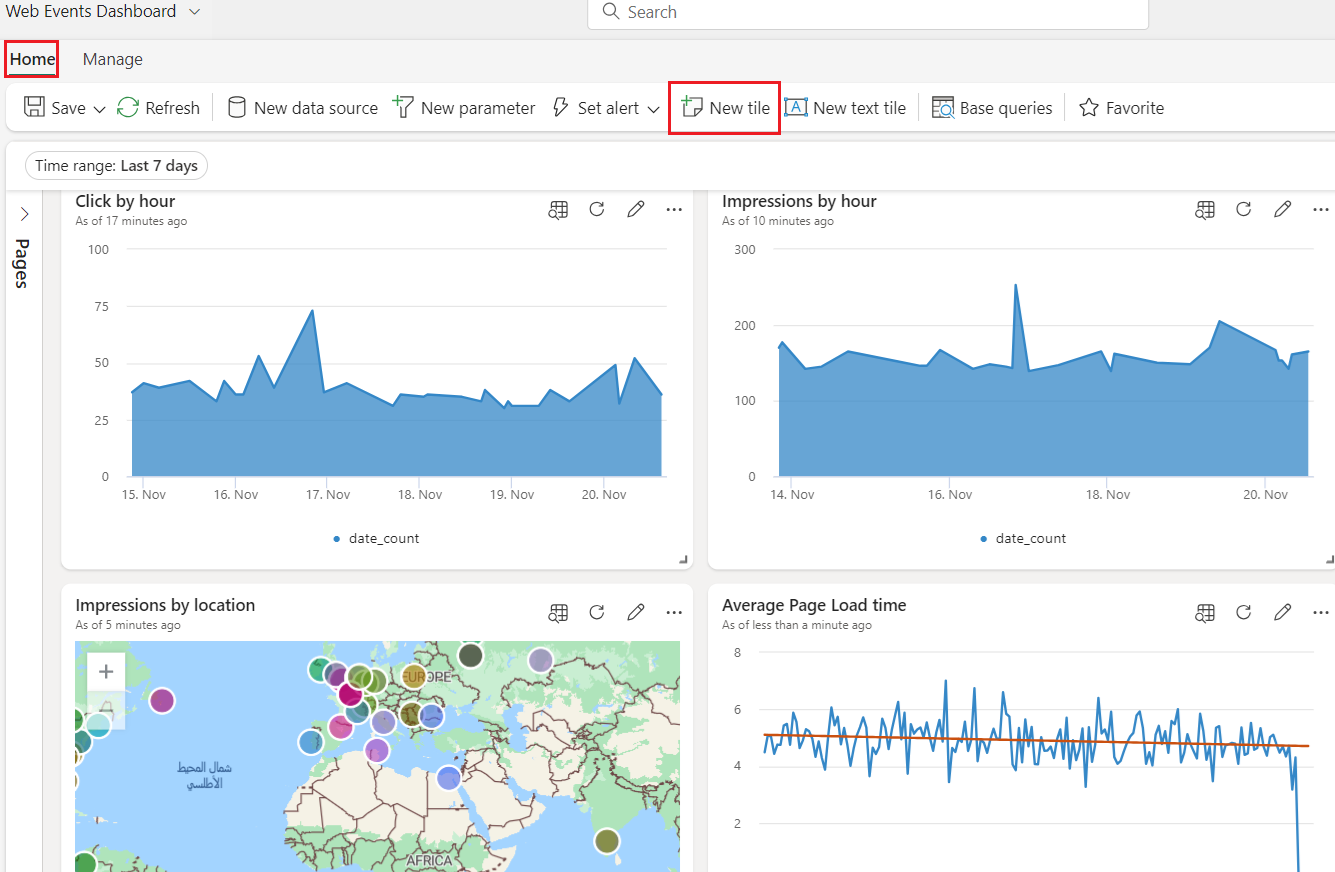 Web Events Dashboard
Search
Home Manage
Save Refresh New data source New parameter Set alert New tile New text tile Base queries Favorite
Time range: Last 7 days
Pages
Click by hour
As of 17 minutes ago
100
75
50
25
0
15. Nov 16. Nov 17. Nov 18. Nov 19. Nov 20. Nov
date_count
Impressions by hour
As of 10 minutes ago
300
200
100
0
14. Nov 16. Nov 18. Nov 20. Nov
date_count
Impressions by location
As of 5 minutes ago
EUROPE
شمال المحيط
الأطلسي
AFRICA
Average Page Load time
As of less than a minute ago
8
6
4
2